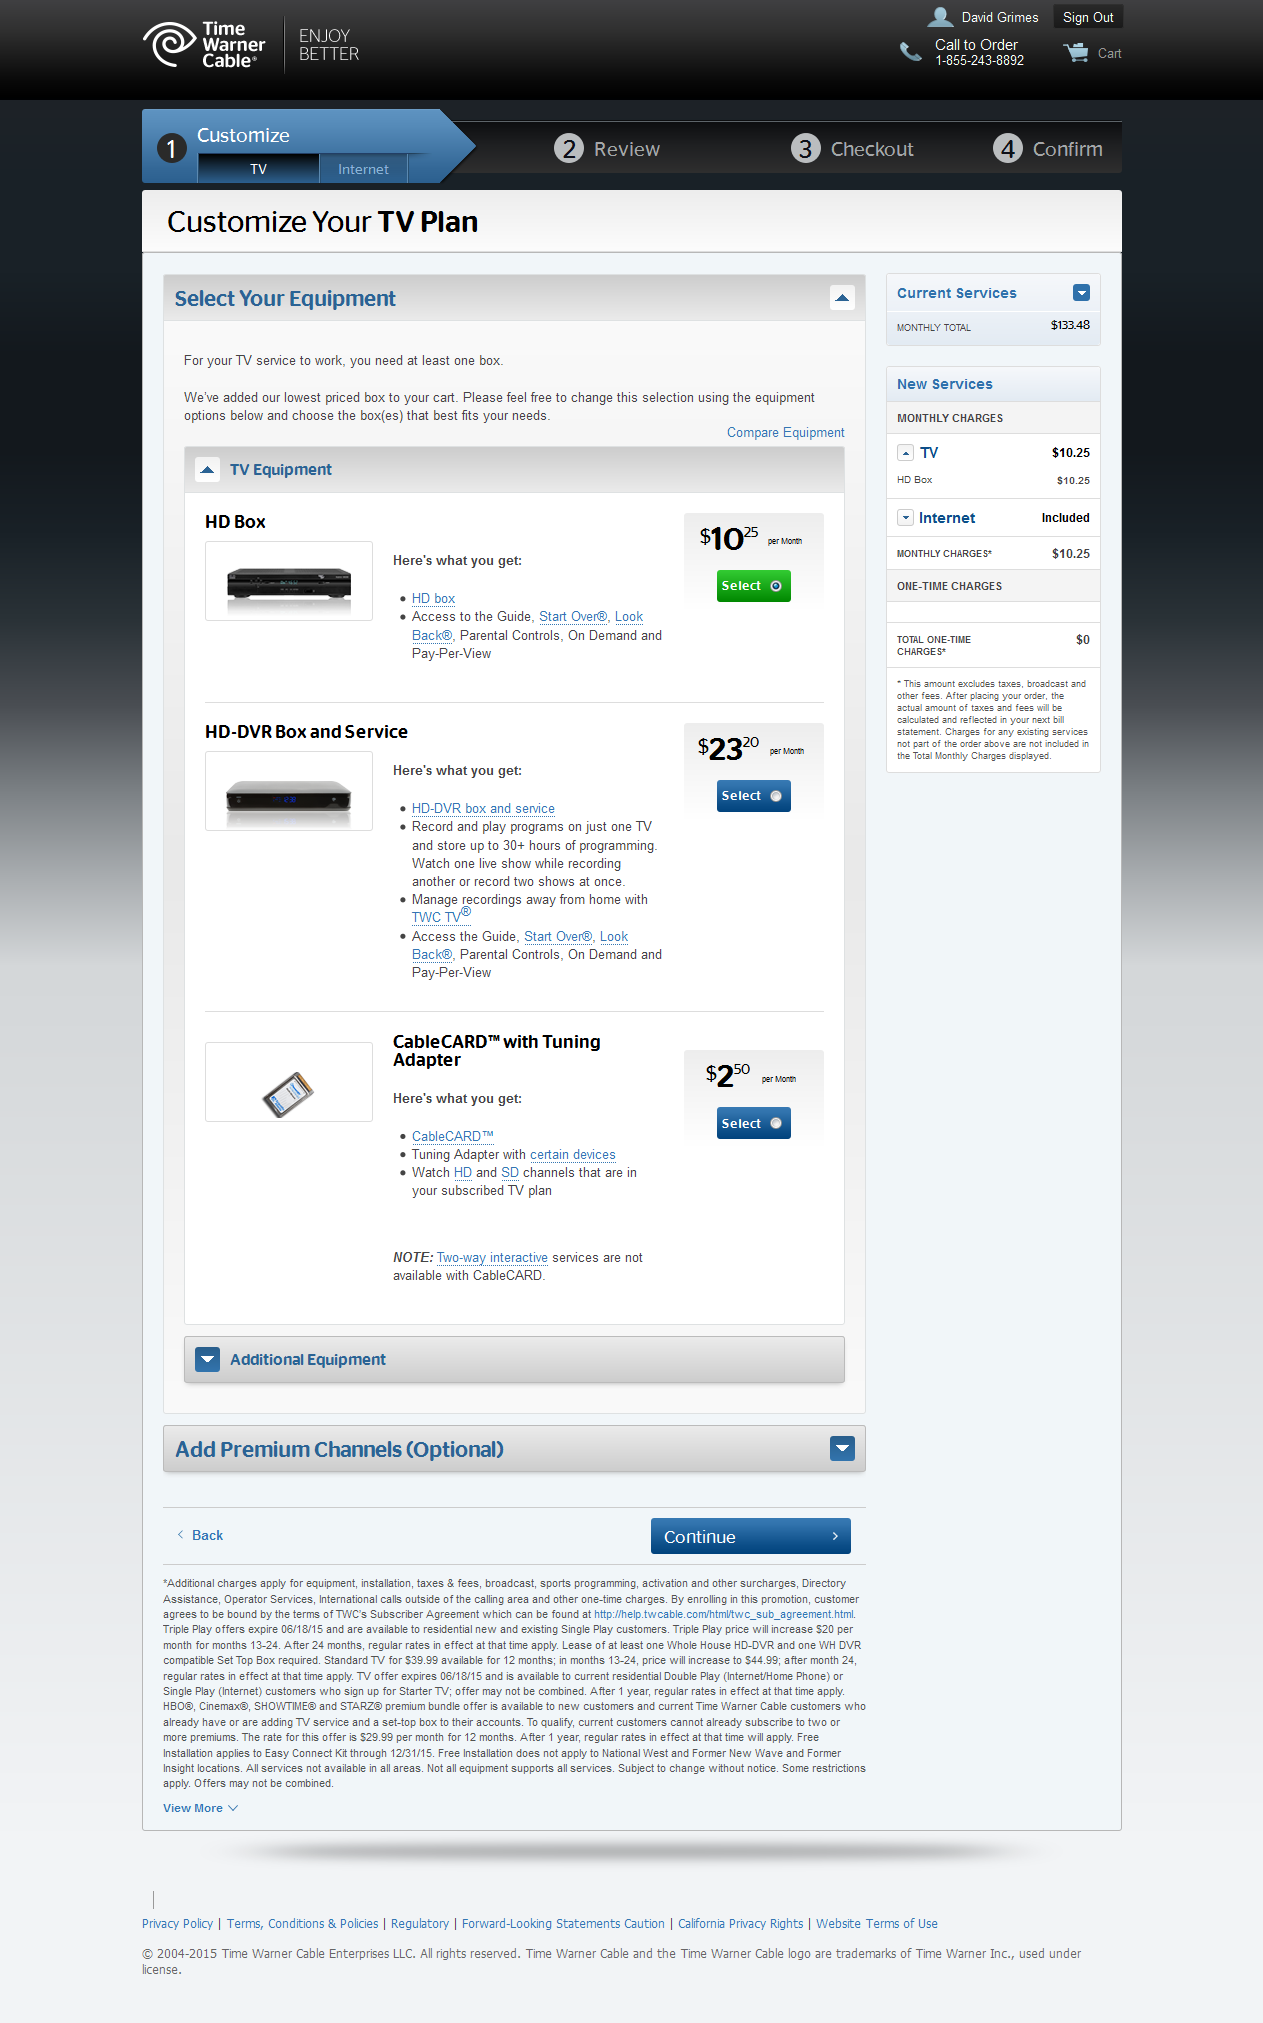 Time
Warner
Cable®
ENJOY
BETTER
David Grimes
Sign Out
Call to Order
1-855-243-8892
Cart
1
Customize
TV
Internet
2 Review
3 Checkout
4 Confirm
Customize Your TV Plan
Select Your Equipment
For your TV service to work, you need at least one box.
We've added our lowest priced box to your cart. Please feel free to change this selection using the equipment
options below and choose the box(es) that best fits your needs.
Compare Equipment
TV Equipment
HD Box
Here's what you get:
• HD box
• Access to the Guide, Start Over®, Look
Back®, Parental Controls, On Demand and
Pay-Per-View
$10 25 per Month
Select
HD-DVR Box and Service
Here's what you get:
• HD-DVR box and service
• Record and play programs on just one TV
and store up to 30+ hours of programming.
Watch one live show while recording
another or record two shows at once.
• Manage recordings away from home with
TWC TV®
• Access the Guide, Start Over®, Look
Back®, Parental Controls, On Demand and
Pay-Per-View
$23 20 per Month
Select
CableCARD™ with Tuning
Adapter
Here's what you get:
• CableCARD™
• Tuning Adapter with certain devices
• Watch HD and SD channels that are in
your subscribed TV plan
NOTE: Two-way interactive services are not
available with CableCARD.
$2 50 per Month
Select
Additional Equipment
Add Premium Channels (Optional)
Back
Continue
Current Services
MONTHLY TOTAL $133.48
New Services
MONTHLY CHARGES
TV $10.25
HD Box $10.25
Internet Included
MONTHLY CHARGES* $10.25
ONE-TIME CHARGES
TOTAL ONE-TIME $0
CHARGES*
* This amount excludes taxes, broadcast and
other fees. After placing your order, the
actual amount of taxes and fees will be
calculated and reflected in your next bill
statement. Charges for any existing services
not part of the order above are not included in
the Total Monthly Charges displayed.
*Additional charges apply for equipment, installation, taxes & fees, broadcast, sports programming, activation and other surcharges, Directory
Assistance, Operator Services, International calls outside of the calling area and other one-time charges. By enrolling in this promotion, customer
agrees to be bound by the terms of TWC's Subscriber Agreement which can be found at http://help.twcable.com/html/twc_sub_agreement.html.
Triple Play offers expire 06/18/15 and are available to residential new and existing Single Play customers. Triple Play price will increase $20 per
month for months 13-24. After 24 months, regular rates in effect at that time apply. Lease of at least one Whole House HD-DVR and one WH DVR
compatible Set Top Box required. Standard TV for $39.99 available for 12 months; in months 13-24, price will increase to $44.99; after month 24,
regular rates in effect at that time apply. TV offer expires 06/18/15 and is available to current residential Double Play (Internet/Home Phone) or
Single Play (Internet) customers who sign up for Starter TV; offer may not be combined. After 1 year, regular rates in effect at that time apply.
HBO®, Cinemax®, SHOWTIME® and STARZ® premium bundle offer is available to new customers and current Time Warner Cable customers who
already have or are adding TV service and a set-top box to their accounts. To qualify, current customers cannot already subscribe to two or
more premiums. The rate for this offer is $29.99 per month for 12 months. After 1 year, regular rates in effect at that time will apply. Free
Installation applies to Easy Connect Kit through 12/31/15. Free Installation does not apply to National West and Former New Wave and Former
Insight locations. All services not available in all areas. Not all equipment supports all services. Subject to change without notice. Some restrictions
apply. Offers may not be combined.
View More
Privacy Policy | Terms, Conditions & Policies | Regulatory | Forward-Looking Statements Caution | California Privacy Rights | Website Terms of Use
© 2004-2015 Time Warner Cable Enterprises LLC. All rights reserved. Time Warner Cable and the Time Warner Cable logo are trademarks of Time Warner Inc., used under
license.